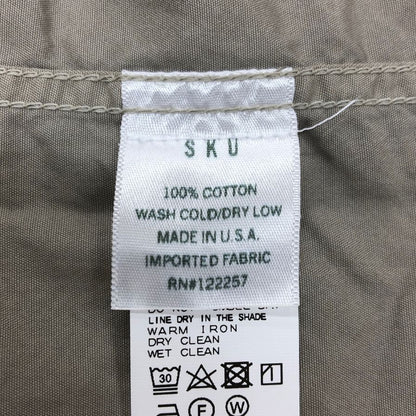 SKU
100% COTTON
WASH COLD/DRY LOW
MADE IN U.S.A.
IMPORTED FABRIC
RN#122257
LINE DRY IN THE SHADE
WARM IRON
DRY CLEAN
WET CLEAN
30
F W